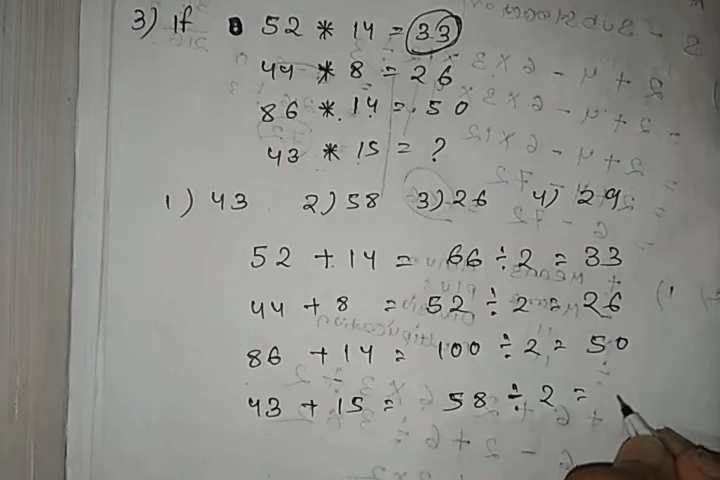 3) If 52 * 14 = 33
44 * 8 = 26
86 * 14 = 50
43 * 15 = ?
1) 43 2) 58 3) 26 4) 29
52 + 14 = 66 ÷ 2 = 33
44 + 8 = 52 ÷ 2 = 26
86 + 14 = 100 ÷ 2 = 50
43 + 15 = 58 ÷ 2 =